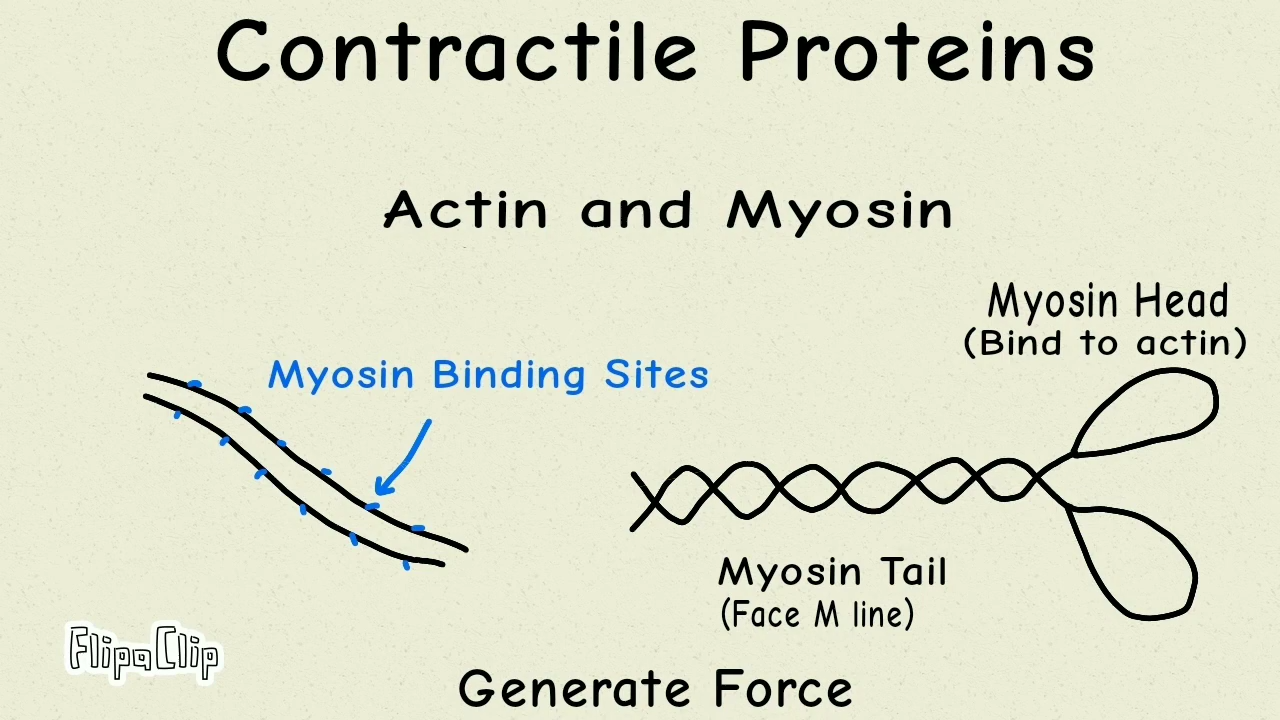 Contractile Proteins
Actin and Myosin
Myosin Head
(Bind to actin)
Myosin Binding Sites
Myosin Tail
(Face M line)
FlipaClip
Generate Force